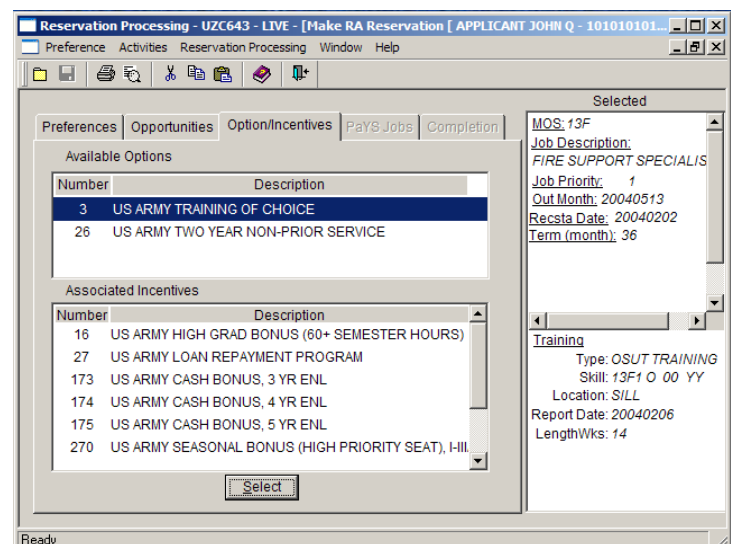 Reservation Processing - UZC643 - LIVE - [Make RA Reservation [ APPLICANT JOHN Q - 101010101...
Preference Activities Reservation Processing Window Help
Selected
Preferences Opportunities Option/Incentives PaYS Jobs Completion
Available Options
Number Description
3 US ARMY TRAINING OF CHOICE
26 US ARMY TWO YEAR NON-PRIOR SERVICE
Associated Incentives
Number Description
16 US ARMY HIGH GRAD BONUS (60+ SEMESTER HOURS)
27 US ARMY LOAN REPAYMENT PROGRAM
173 US ARMY CASH BONUS, 3 YR ENL
174 US ARMY CASH BONUS, 4 YR ENL
175 US ARMY CASH BONUS, 5 YR ENL
270 US ARMY SEASONAL BONUS (HIGH PRIORITY SEAT), I-III
Select
MOS: 13F
Job Description:
FIRE SUPPORT SPECIALIS
Job Priority: 1
Out Month: 20040513
Recsta Date: 20040202
Term (month): 36
Training
Type: OSUT TRAINING
Skill: 13F1 O 00 YY
Location: SILL
Report Date: 20040206
LengthWks: 14
Ready